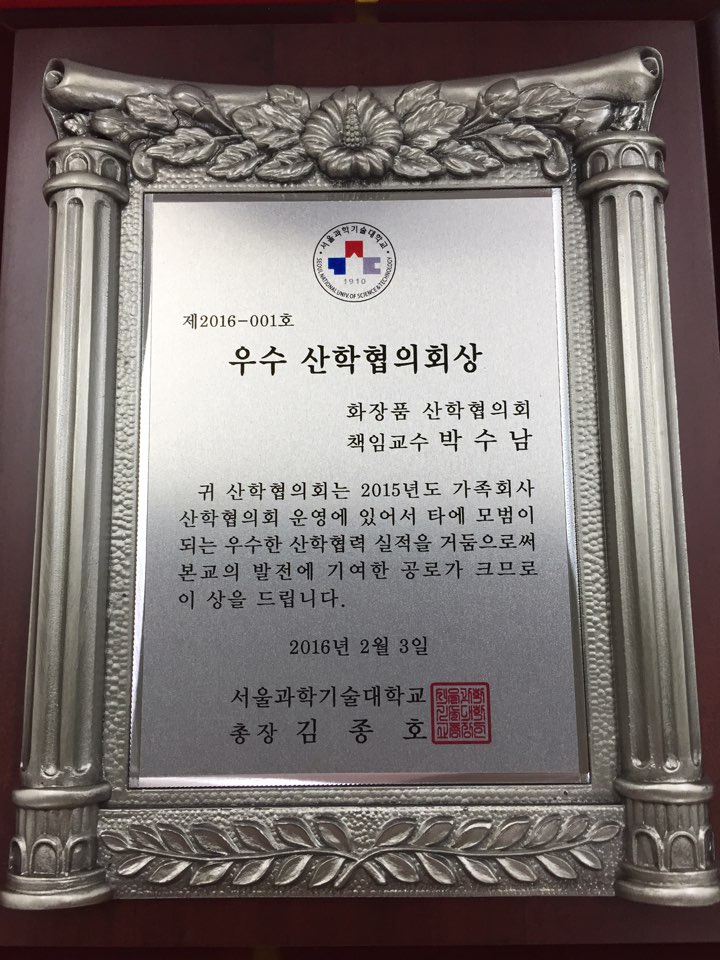 서울과학기술대학교
1910
SEOUL NATIONAL UNIV. OF SCIENCE & TECHNOLOGY
제2016-001호
우수 산학협의회상
화장품 산학협의회
책임교수 박 수 남
귀 산학협의회는 2015년도 가족회사
산학협의회 운영에 있어서 타에 모범이
되는 우수한 산학협력 실적을 거둠으로써
본교의 발전에 기여한 공로가 크므로
이 상을 드립니다.
2016년 2월 3일
서울과학기술대학교
총장 김 종 호